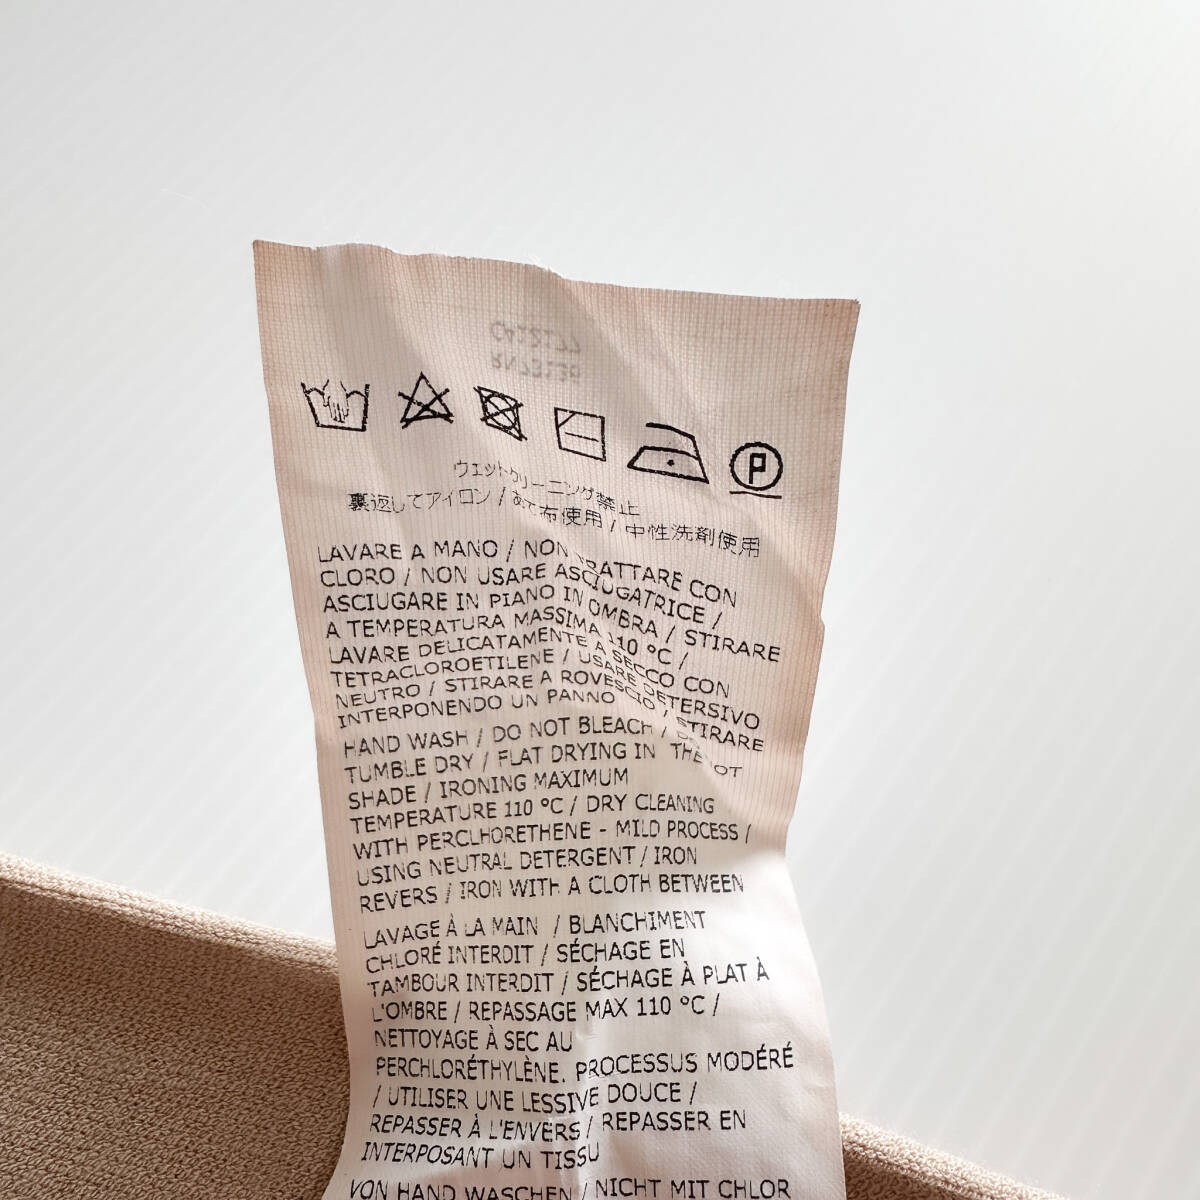 C412177
RN73136
P
ウェットクリーニング禁止
裏返してアイロン / あて布使用 / 中性洗剤使用
LAVARE A MANO / NON TRATTARE CON
CLORO / NON USARE ASCIUGATRICE /
ASCIUGARE IN PIANO IN OMBRA / STIRARE
A TEMPERATURA MASSIMA 110 °C /
LAVARE DELICATAMENTE A SECCO CON
TETRACLOROETILENE / USARE DETERSIVO
NEUTRO / STIRARE A ROVESCIO / STIRARE
INTERPONENDO UN PANNO
HAND WASH / DO NOT BLEACH / DO NOT
TUMBLE DRY / FLAT DRYING IN THE
SHADE / IRONING MAXIMUM
TEMPERATURE 110 °C / DRY CLEANING
WITH PERCLHORETHENE - MILD PROCESS /
USING NEUTRAL DETERGENT / IRON
REVERS / IRON WITH A CLOTH BETWEEN
LAVAGE À LA MAIN / BLANCHIMENT
CHLORÉ INTERDIT / SÉCHAGE EN
TAMBOUR INTERDIT / SÉCHAGE À PLAT À
L'OMBRE / REPASSAGE MAX 110 °C /
NETTOYAGE À SEC AU
PERCHLORÉTHYLÈNE. PROCESSUS MODÉRÉ
/ UTILISER UNE LESSIVE DOUCE /
REPASSER À L'ENVERS / REPASSER EN
INTERPOSANT UN TISSU
VON HAND WASCHEN / NICHT MIT CHLOR